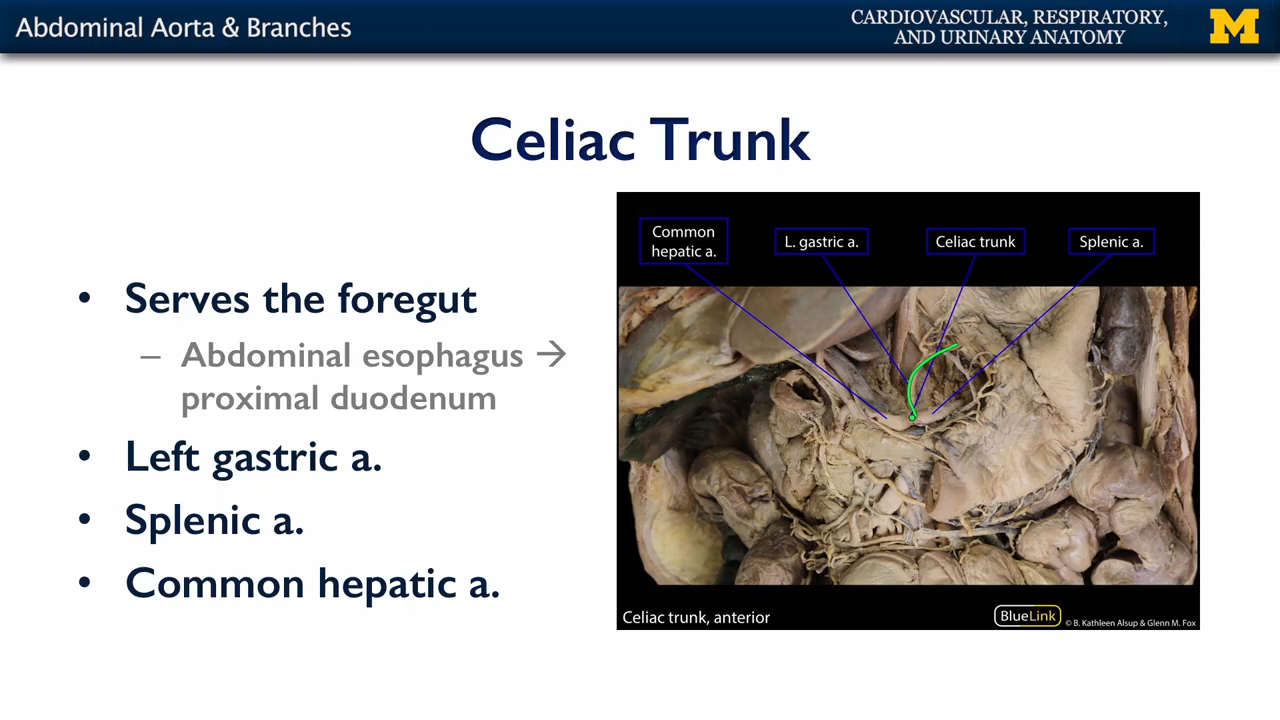 Abdominal Aorta & Branches
CARDIOVASCULAR, RESPIRATORY,
AND URINARY ANATOMY
M
Celiac Trunk
• Serves the foregut
– Abdominal esophagus →
proximal duodenum
• Left gastric a.
• Splenic a.
• Common hepatic a.
Common
hepatic a.
L. gastric a.
Celiac trunk
Splenic a.
Celiac trunk, anterior
BlueLink
© B. Kathleen Alsup & Glenn M. Fox